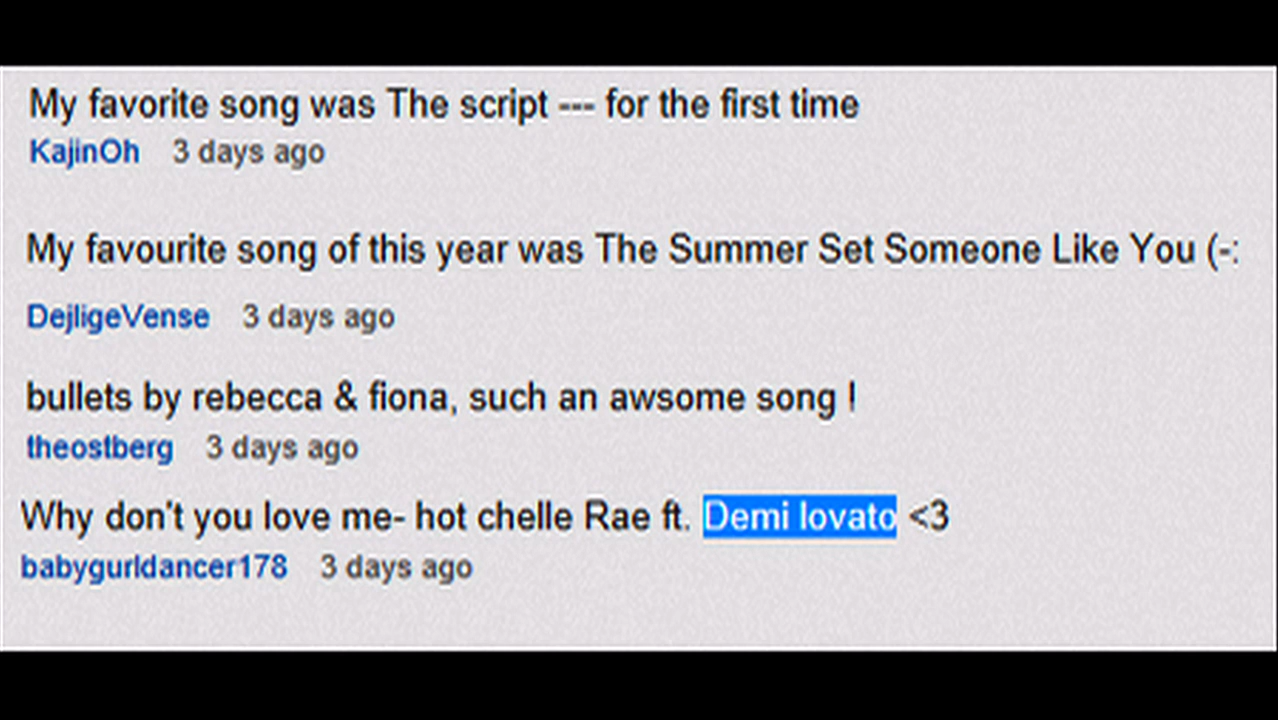 My favorite song was The script --- for the first time
KajinOh 3 days ago
My favourite song of this year was The Summer Set Someone Like You (-:
DejligeVense 3 days ago
bullets by rebecca & fiona, such an awsome song !
theostberg 3 days ago
Why don't you love me- hot chelle Rae ft. Demi lovato <3
babygurldancer178 3 days ago